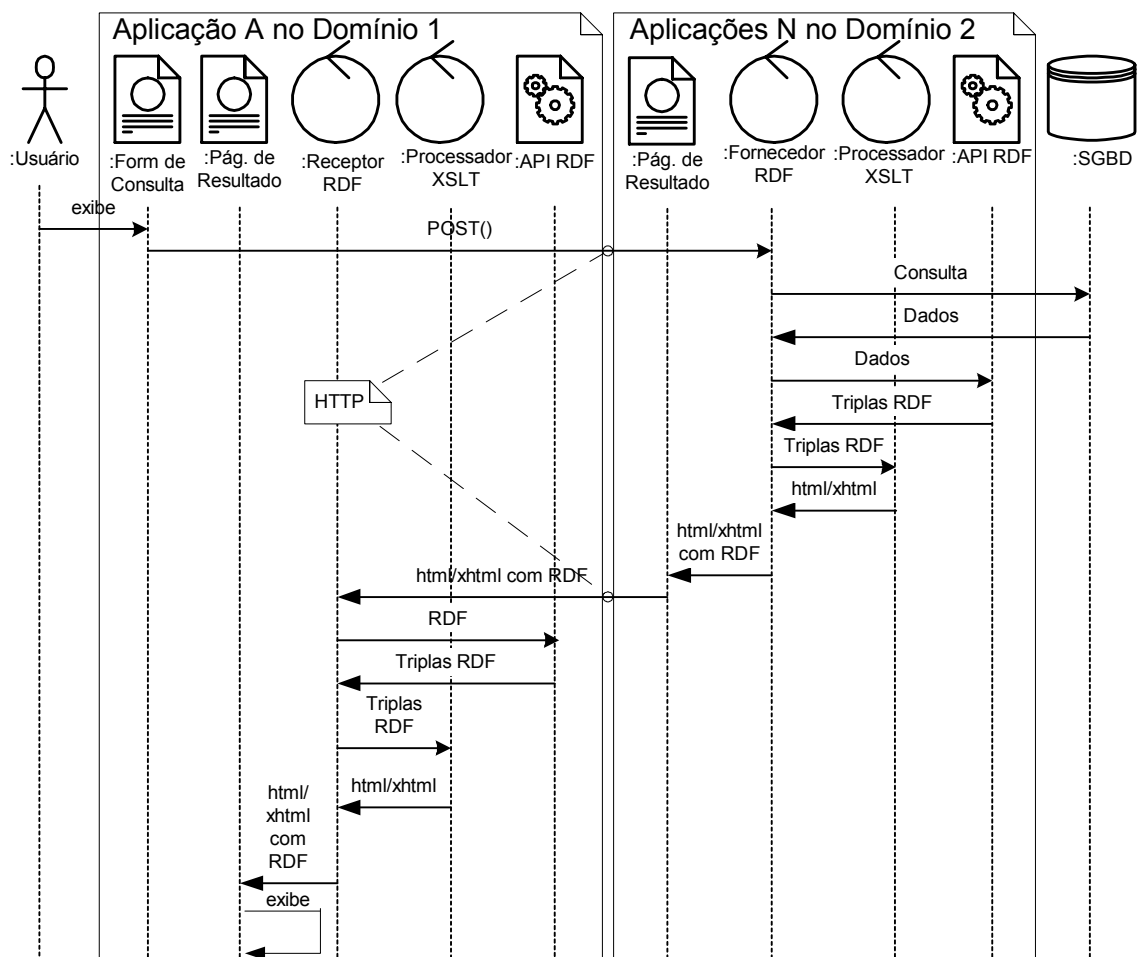 Aplicação A no Domínio 1
Aplicações N no Domínio 2
:Usuário
:Form de
Consulta
:Pág. de
Resultado
:Receptor
RDF
:Processador
XSLT
:API RDF
:Pág. de
Resultado
:Fornecedor
RDF
:Processador
XSLT
:API RDF
:SGBD
exibe
POST()
Consulta
Dados
Dados
HTTP
Triplas RDF
Triplas RDF
html/xhtml
html/xhtml
com RDF
html/xhtml com RDF
RDF
Triplas RDF
Triplas
RDF
html/xhtml
html/
xhtml
com
RDF
exibe